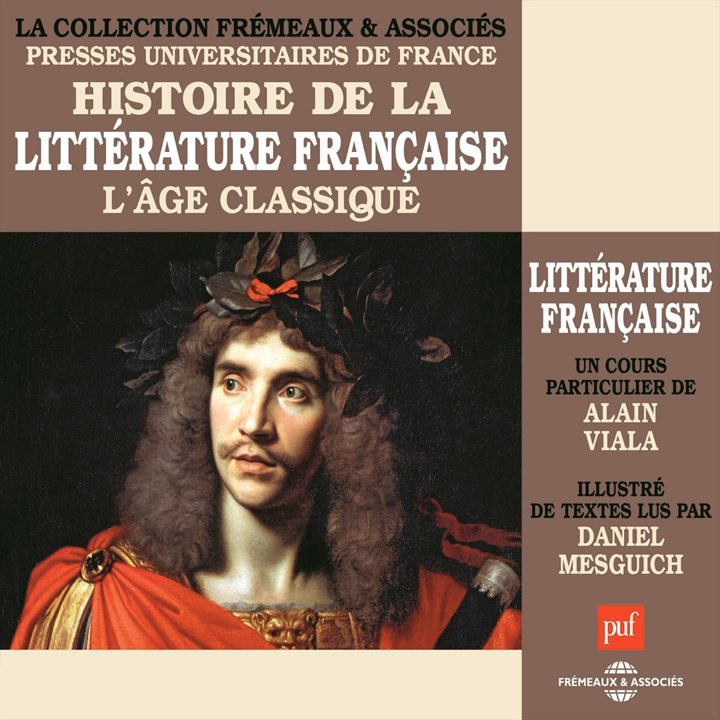 LA COLLECTION FRÉMEAUX & ASSOCIÉS
PRESSES UNIVERSITAIRES DE FRANCE
HISTOIRE DE LA
LITTÉRATURE FRANÇAISE
L'ÂGE CLASSIQUE
LITTÉRATURE
FRANÇAISE
UN COURS
PARTICULIER DE
ALAIN
VIALA
ILLUSTRÉ
DE TEXTES LUS PAR
DANIEL
MESGUICH
puf
FRÉMEAUX & ASSOCIÉS